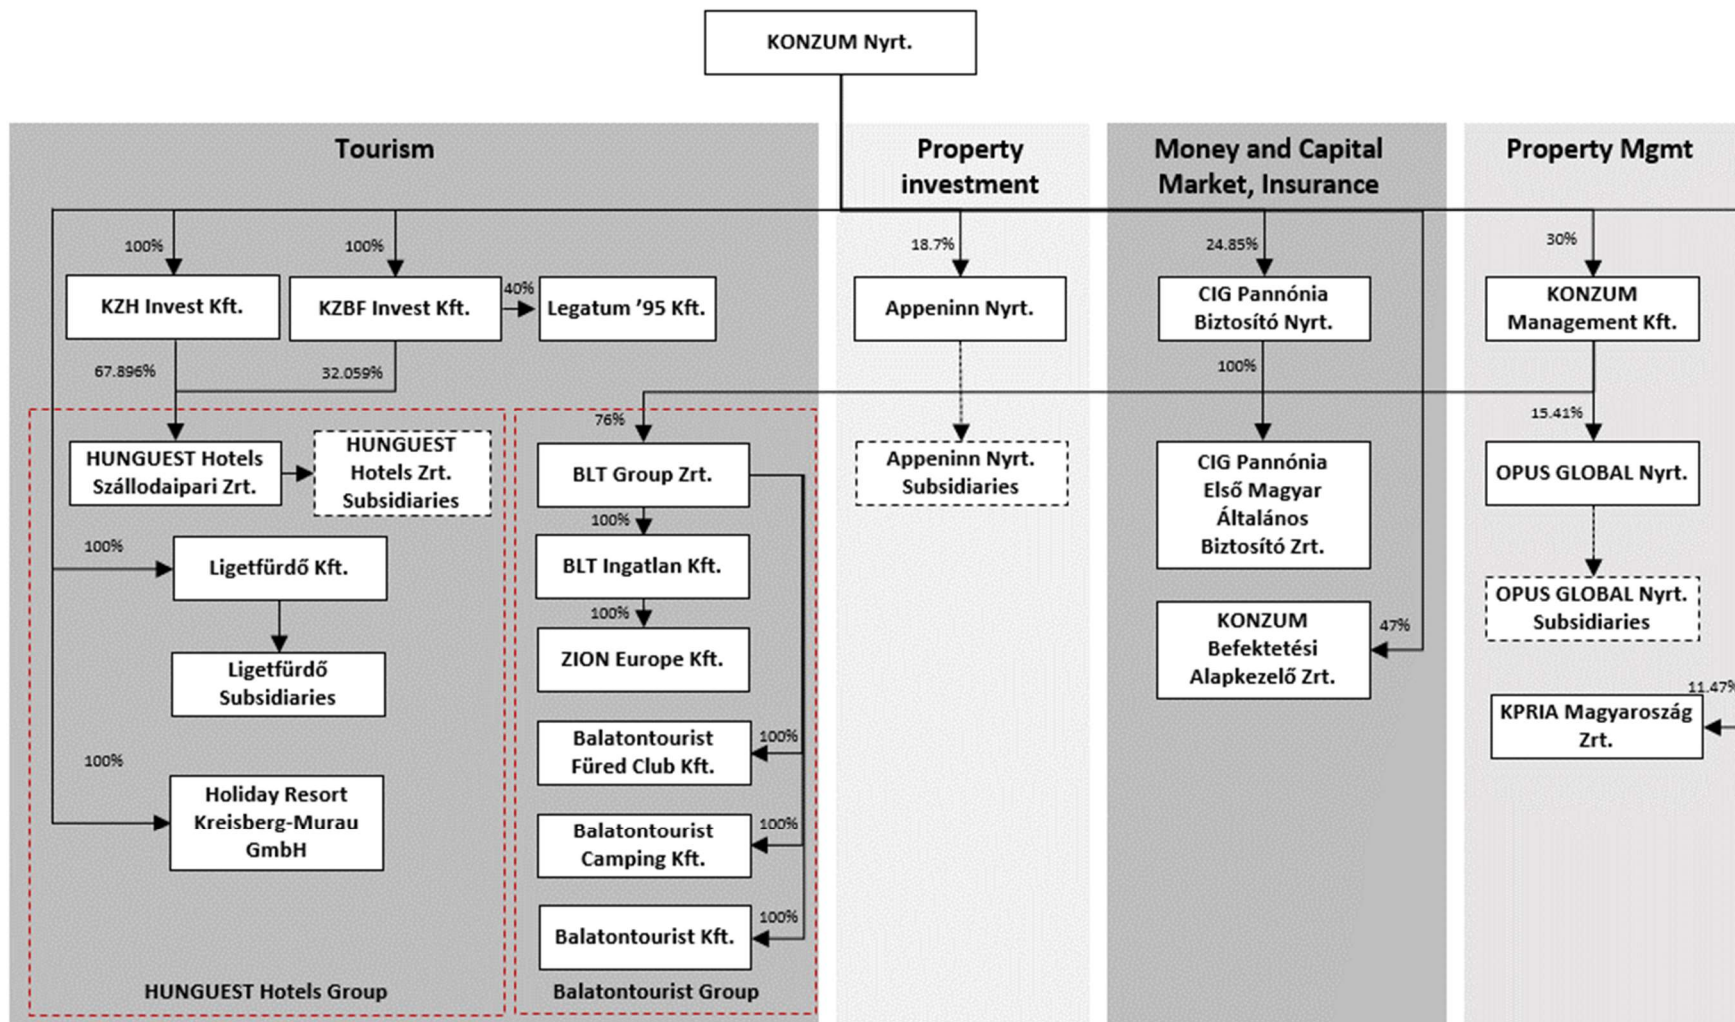 KONZUM Nyrt.
Tourism
Property
investment
Money and Capital
Market, Insurance
Property Mgmt
100%
100%
18.7%
24.85%
30%
KZH Invest Kft.
KZBF Invest Kft.
40%
Legatum ’95 Kft.
Appeninn Nyrt.
CIG Pannónia
Biztosító Nyrt.
KONZUM
Management Kft.
67.896%
32.059%
100%
76%
15.41%
HUNGUEST Hotels
Szállodaipari Zrt.
HUNGUEST
Hotels Zrt.
Subsidiaries
BLT Group Zrt.
Appeninn Nyrt.
Subsidiaries
CIG Pannónia
Első Magyar
Általános
Biztosító Zrt.
OPUS GLOBAL Nyrt.
100%
100%
Ligetfürdő Kft.
BLT Ingatlan Kft.
OPUS GLOBAL Nyrt.
Subsidiaries
100%
Ligetfürdő
Subsidiaries
ZION Europe Kft.
KONZUM
Befektetési
Alapkezelő Zrt.
47%
11.47%
KPRIA Magyaroszág
Zrt.
100%
Holiday Resort
Kreisberg-Murau
GmbH
Balatontourist
Füred Club Kft.
100%
Balatontourist
Camping Kft.
100%
Balatontourist Kft.
100%
HUNGUEST Hotels Group
Balatontourist Group